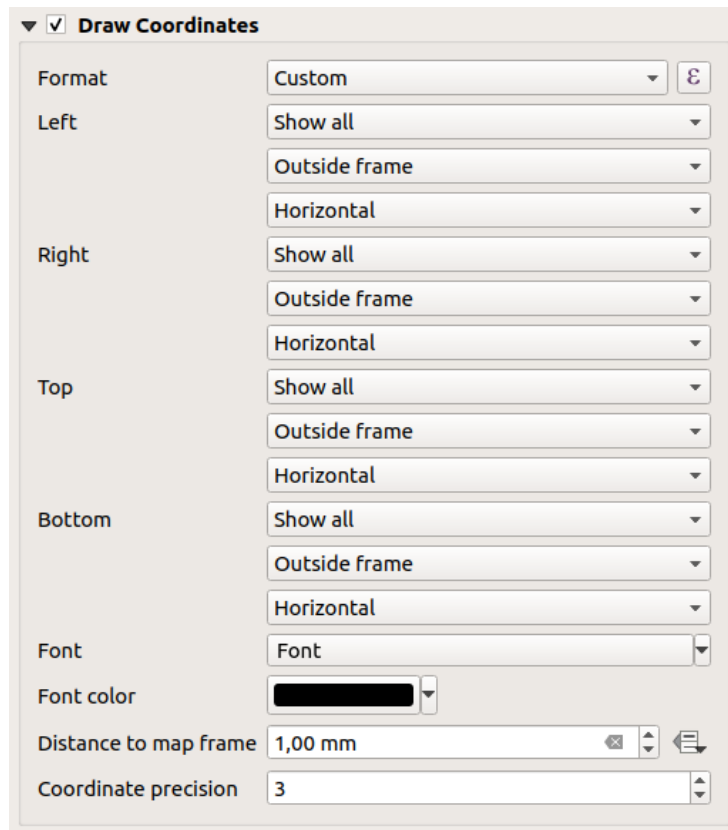 Draw Coordinates
Format Custom ε
Left Show all
Outside frame
Horizontal
Right Show all
Outside frame
Horizontal
Top Show all
Outside frame
Horizontal
Bottom Show all
Outside frame
Horizontal
Font Font
Font color
Distance to map frame 1,00 mm
Coordinate precision 3